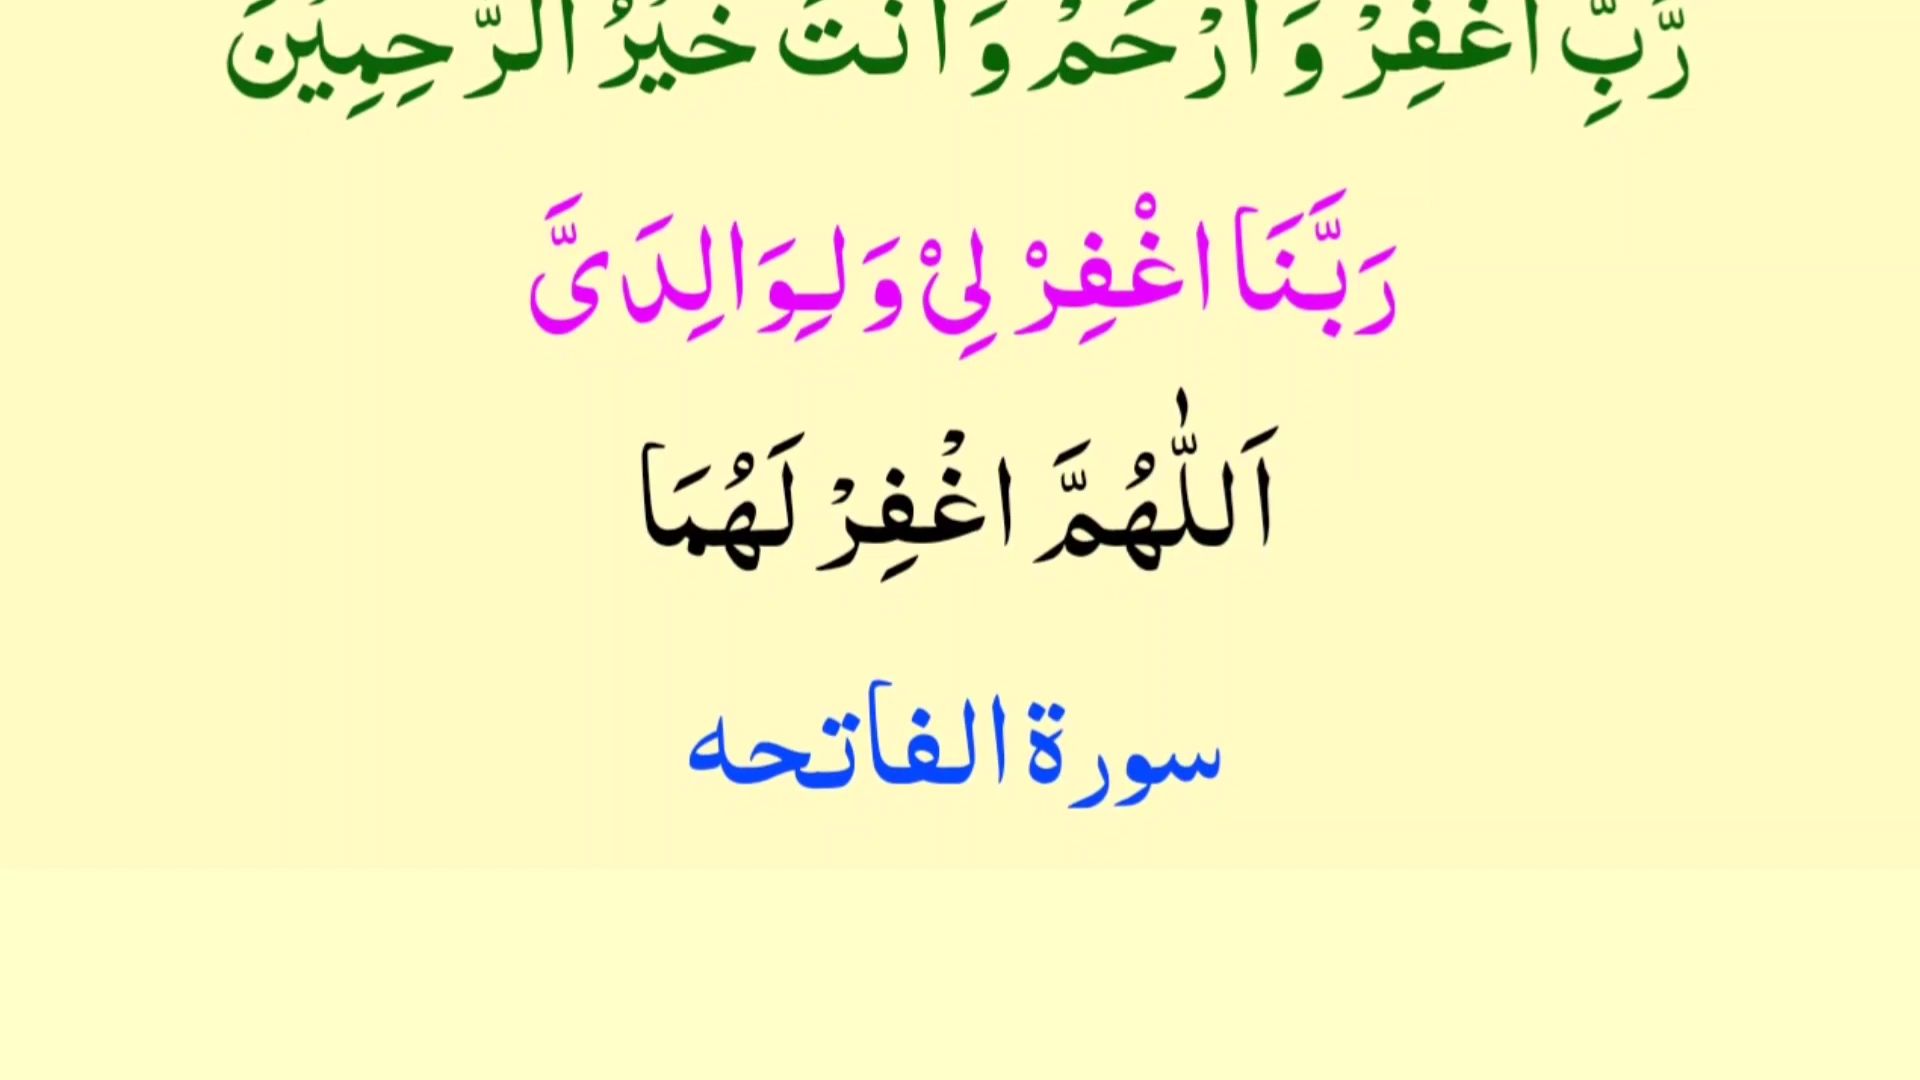 رَّبِّ اغْفِرْ وَارْحَمْ وَاَنْتَ خَيْرُ الرّٰحِمِيْنَ
رَبَّنَا اغْفِرْ لِيْ وَلِوَالِدَىَّ
اَللّٰهُمَّ اغْفِرْ لَهُمَا
سورة الفاتحه